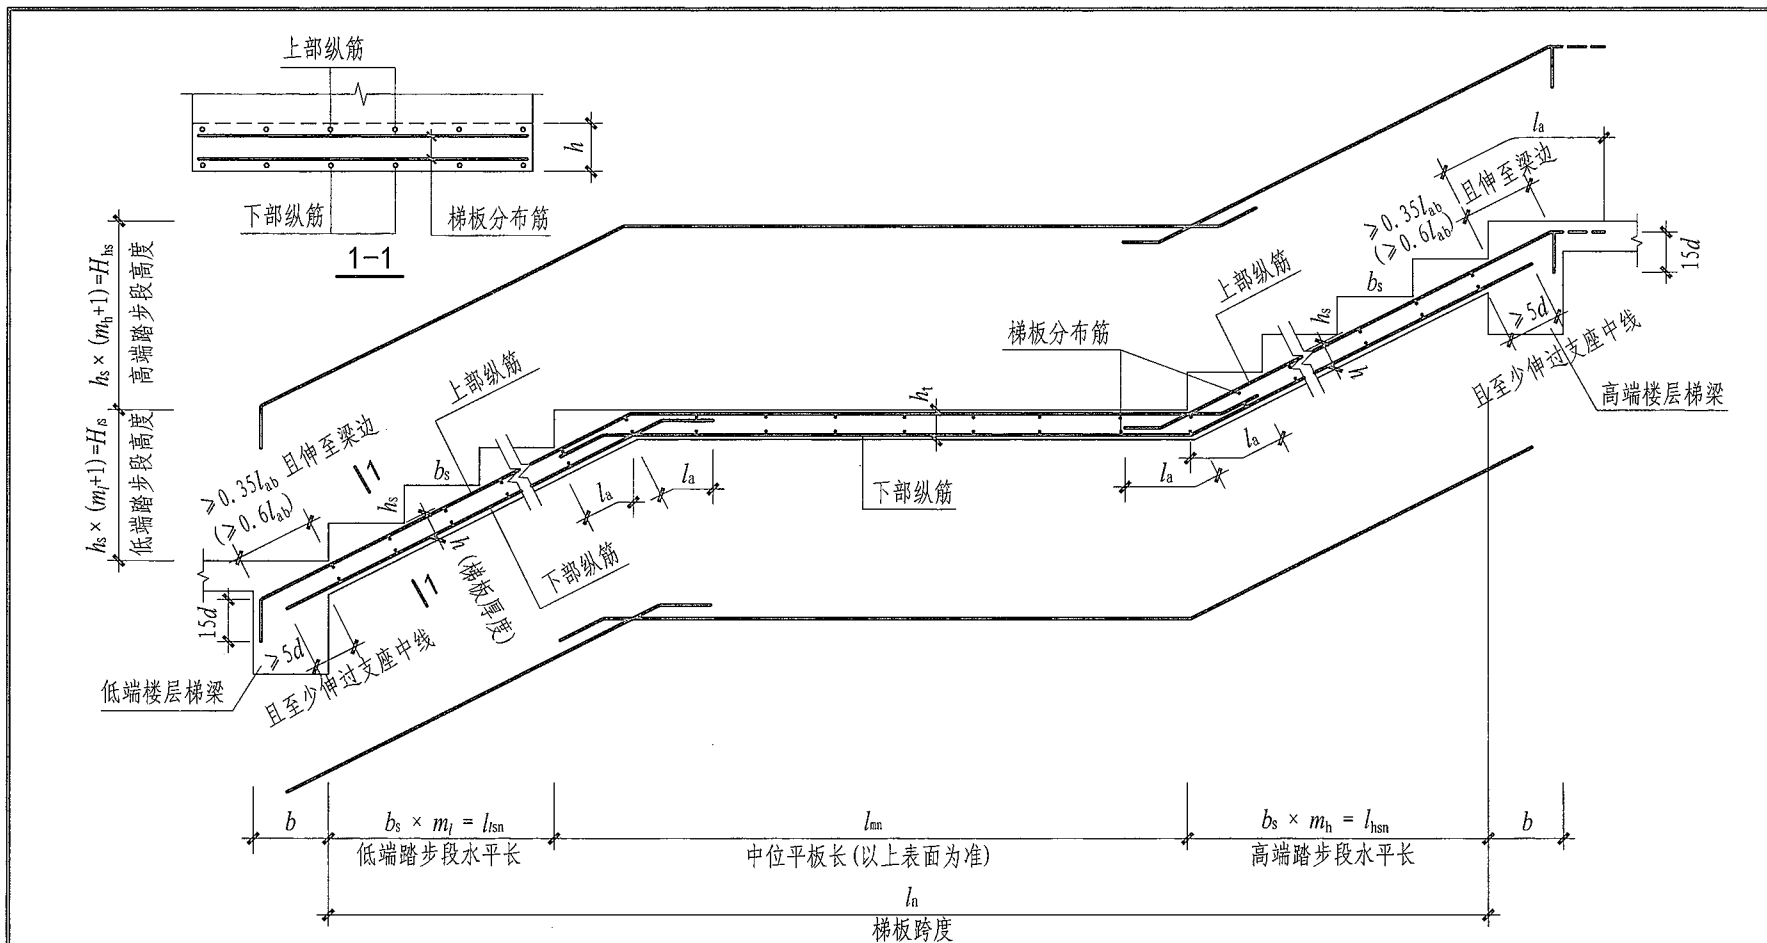 上部纵筋
h
下部纵筋
梯板分布筋
1-1
hs×(mh+1)=Hhs
高端踏步段高度
hs×(ml+1)=Hls
低端踏步段高度
la
且伸至梁边
≥0.35lab
(≥0.6lab)
15d
bs
hs
上部纵筋
h
≥5d
且至少伸过支座中线
高端楼层梯梁
梯板分布筋
ht
la
la
下部纵筋
上部纵筋
≥0.35lab 且伸至梁边
(≥0.6lab)
1
bs
hs
la
la
h(梯板厚度)
下部纵筋
1
15d
≥5d
且至少伸过支座中线
低端楼层梯梁
b
bs × ml = llsn
lmn
bs × mh = lhsn
b
低端踏步段水平长
中位平板长(以上表面为准)
高端踏步段水平长
ln
梯板跨度